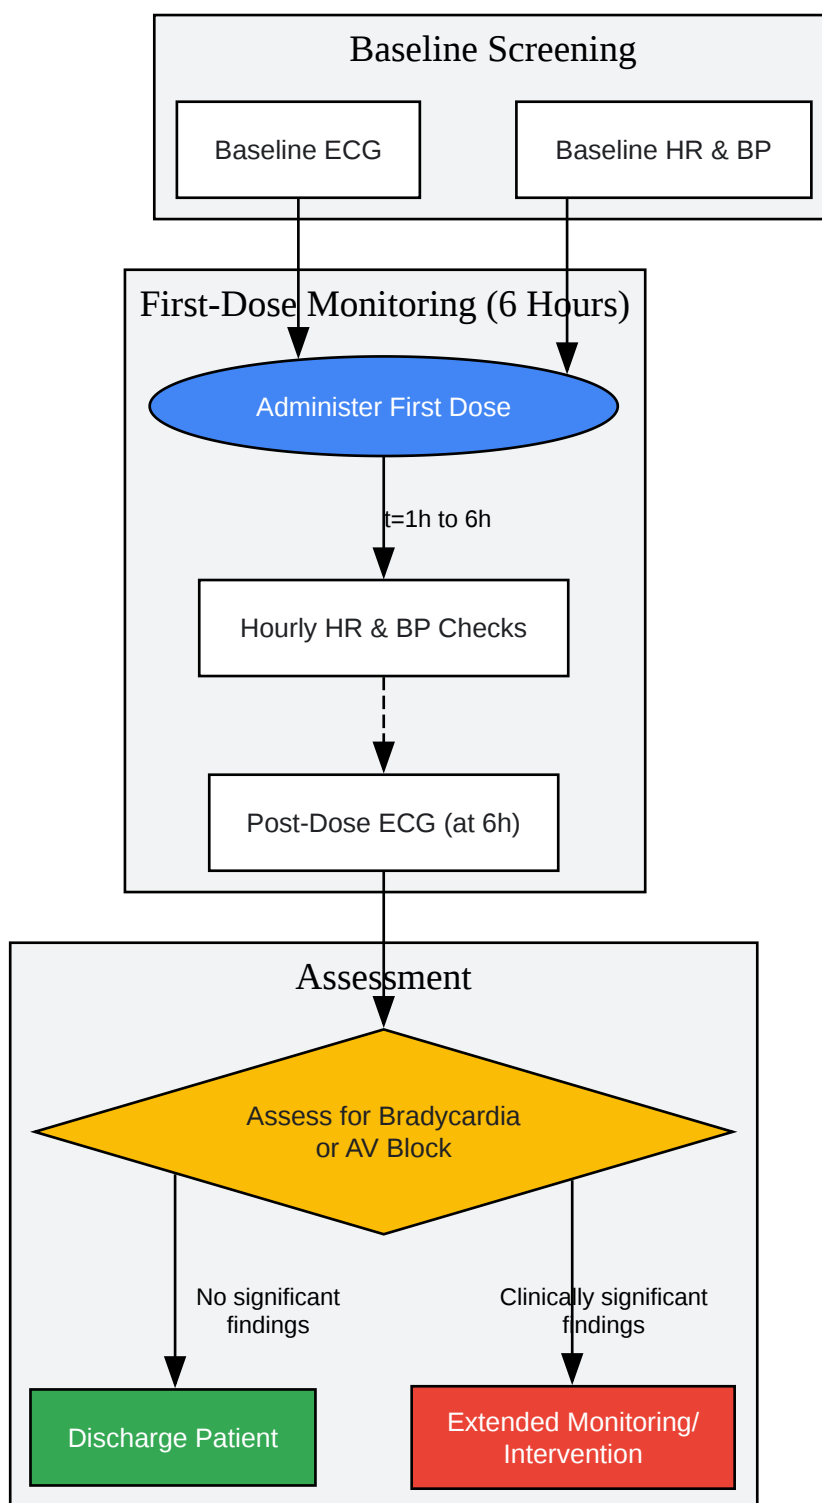 Baseline Screening
Baseline ECG
Baseline HR & BP
First-Dose Monitoring (6 Hours)
Administer First Dose
t=1h to 6h
Hourly HR & BP Checks
Post-Dose ECG (at 6h)
Assessment
Assess for Bradycardia
or AV Block
No significant
findings
Clinically significant
findings
Discharge Patient
Extended Monitoring/
Intervention